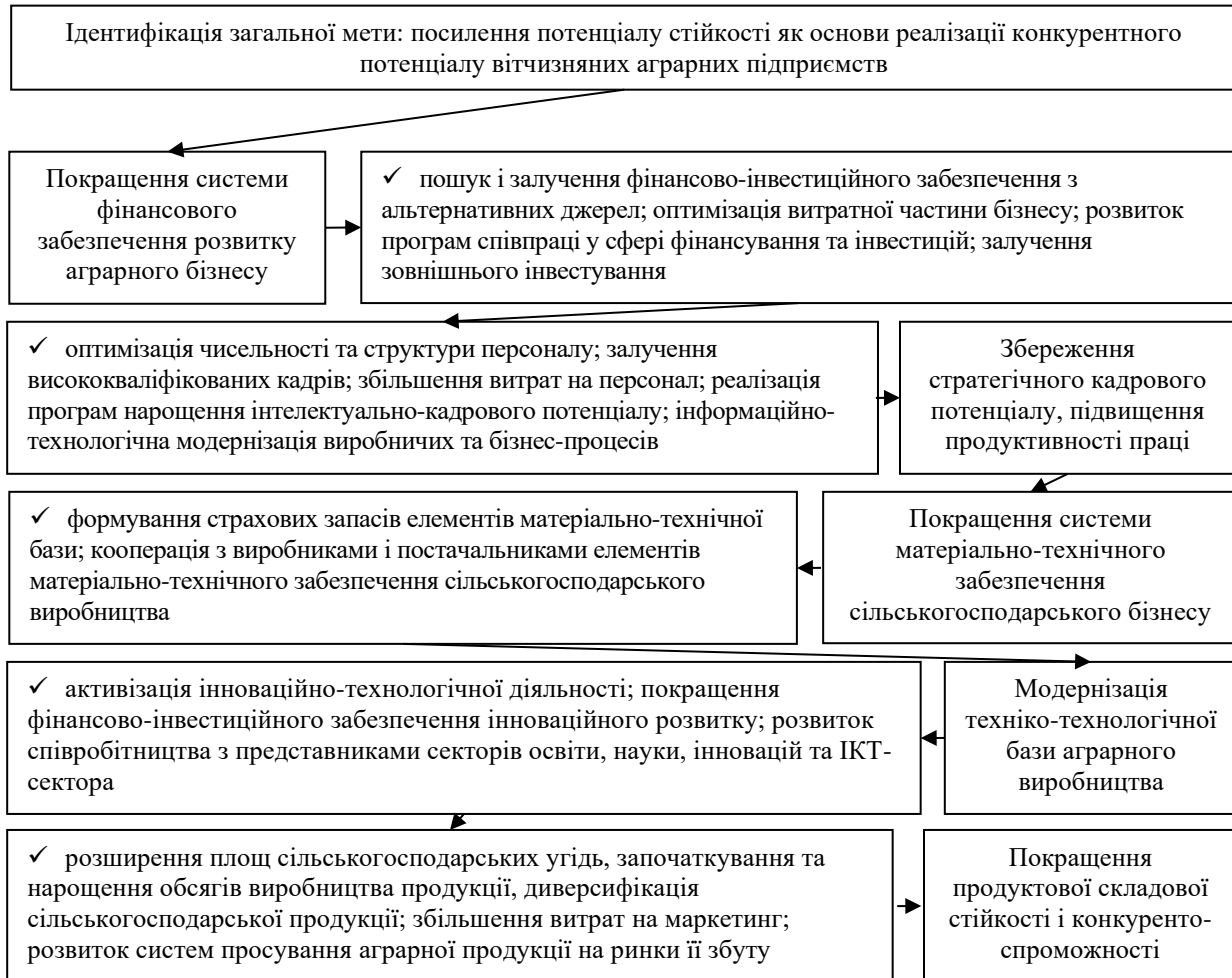 Ідентифікація загальної мети: посилення потенціалу стійкості як основи реалізації конкурентного
потенціалу вітчизняних аграрних підприємств
Покращення системи
фінансового
забезпечення розвитку
аграрного бізнесу
✓ пошук і залучення фінансово-інвестиційного забезпечення з
альтернативних джерел; оптимізація витратної частини бізнесу; розвиток
програм співпраці у сфері фінансування та інвестицій; залучення
зовнішнього інвестування
✓ оптимізація чисельності та структури персоналу; залучення
висококваліфікованих кадрів; збільшення витрат на персонал; реалізація
програм нарощення інтелектуально-кадрового потенціалу; інформаційно-
технологічна модернізація виробничих та бізнес-процесів
Збереження
стратегічного кадрового
потенціалу, підвищення
продуктивності праці
✓ формування страхових запасів елементів матеріально-технічної
бази; кооперація з виробниками і постачальниками елементів
матеріально-технічного забезпечення сільськогосподарського
виробництва
Покращення системи
матеріально-технічного
забезпечення
сільськогосподарського бізнесу
✓ активізація інноваційно-технологічної діяльності; покращення
фінансово-інвестиційного забезпечення інноваційного розвитку; розвиток
співробітництва з представниками секторів освіти, науки, інновацій та ІКТ-
сектора
Модернізація
техніко-технологічної
бази аграрного
виробництва
✓ розширення площ сільськогосподарських угідь, започаткування та
нарощення обсягів виробництва продукції, диверсифікація
сільськогосподарської продукції; збільшення витрат на маркетинг;
розвиток систем просування аграрної продукції на ринки її збуту
Покращення
продуктової складової
стійкості і конкуренто-
спроможності